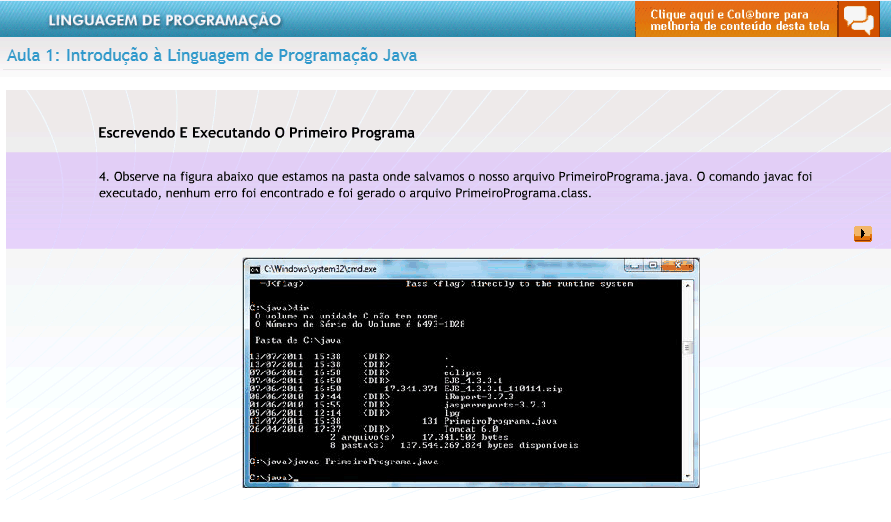 LINGUAGEM DE PROGRAMAÇÃO
Clique aqui e Col@bore para
melhoria de conteúdo desta tela
Aula 1: Introdução à Linguagem de Programação Java
Escrevendo E Executando O Primeiro Programa
4. Observe na figura abaixo que estamos na pasta onde salvamos o nosso arquivo PrimeiroPrograma.java. O comando javac foi
executado, nenhum erro foi encontrado e foi gerado o arquivo PrimeiroPrograma.class.
C:\Windows\system32\cmd.exe
-J<flag> Pass <flag> directly to the runtime system
C:\java>dir
O volume na unidade C não tem nome.
O Número de Série do Volume é 6493-1D28
Pasta de C:\java
13/07/2011 15:38 <DIR> .
13/07/2011 15:38 <DIR> ..
07/06/2011 16:58 <DIR> eclipse
07/06/2011 16:50 <DIR> EJB_4.3.3.1
07/06/2011 16:50 17.341.371 EJB_4.3.3.1_110414.zip
08/06/2010 19:44 <DIR> iReport-3.7.3
01/06/2010 15:55 <DIR> jasperreports-3.7.3
09/06/2011 12:14 <DIR> lpg
13/07/2011 15:38 131 PrimeiroPrograma.java
26/04/2010 17:37 <DIR> Tomcat 6.0
2 arquivo(s) 17.341.502 bytes
8 pasta(s) 137.544.269.824 bytes disponíveis
C:\java>javac PrimeiroPrograma.java
C:\java>_